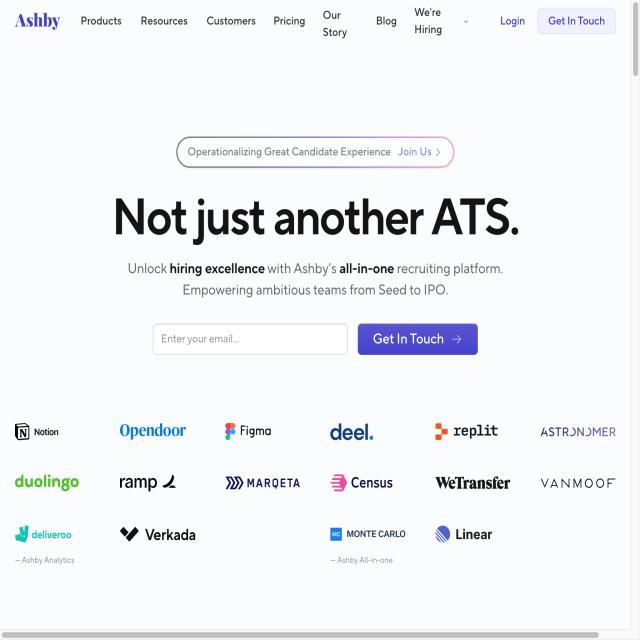 Ashby
Products
Resources
Customers
Pricing
Our
Story
Blog
We're
Hiring
Login
Get In Touch
Operationalizing Great Candidate Experience Join Us
Not just another ATS.
Unlock hiring excellence with Ashby's all-in-one recruiting platform.
Empowering ambitious teams from Seed to IPO.
Enter your email...
Get In Touch
Notion
Opendoor
Figma
deel.
replit
ASTRONOMER
duolingo
ramp
MARQETA
Census
WeTransfer
VANMOOF
deliveroo
Verkada
MC MONTE CARLO
Linear
— Ashby Analytics
— Ashby All-in-one